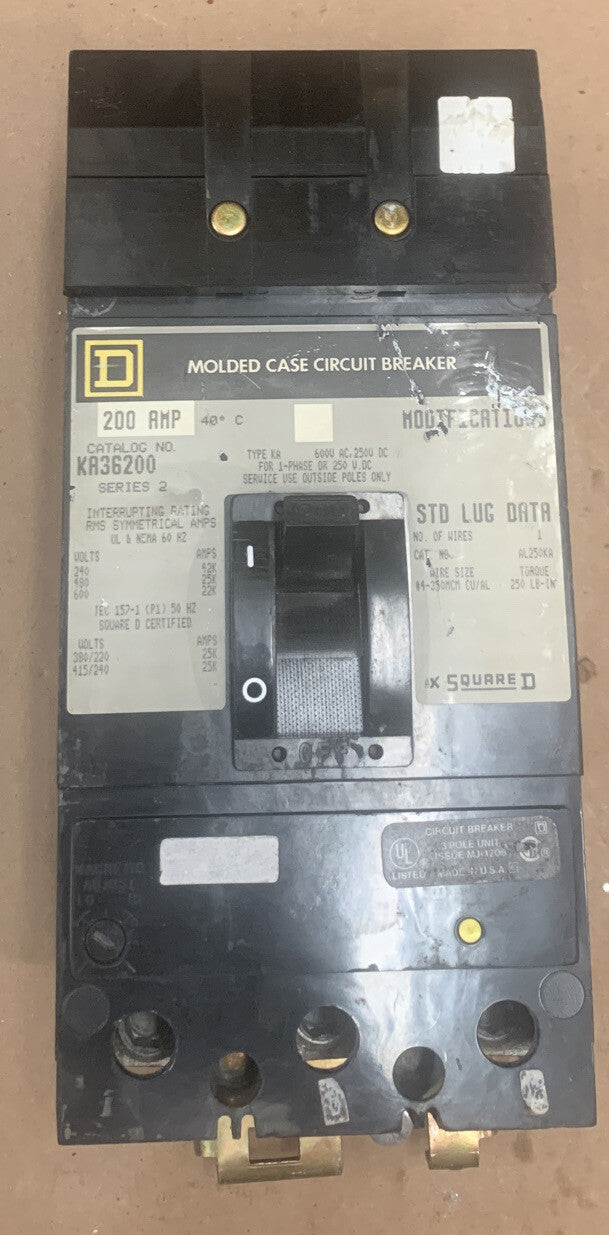 D
MOLDED CASE CIRCUIT BREAKER
200 AMP 40° C
MODIFICATIONS
CATALOG NO.
KA36200
SERIES 2
TYPE KA 600V AC, 250V DC
FOR 1-PHASE OR 250 V.DC
SERVICE USE OUTSIDE POLES ONLY
INTERRUPTING RATING
RMS SYMMETRICAL AMPS
UL & NEMA 60 HZ
VOLTS AMPS
240 42K
480 25K
600 22K
IEC 157-1 (P1) 50 HZ
SQUARE D CERTIFIED
VOLTS AMPS
380/220 25K
415/240 25K
STD LUG DATA
NO. OF WIRES 1
CAT. NO. AL250KA
WIRE SIZE TORQUE
#4-350MCM CU/AL 250 LB-IN
SQUARE D
I
O
OFF
CIRCUIT BREAKER
3 POLE UNIT
ISSUE MJ-1206
UL
LISTED MADE IN U.S.A.